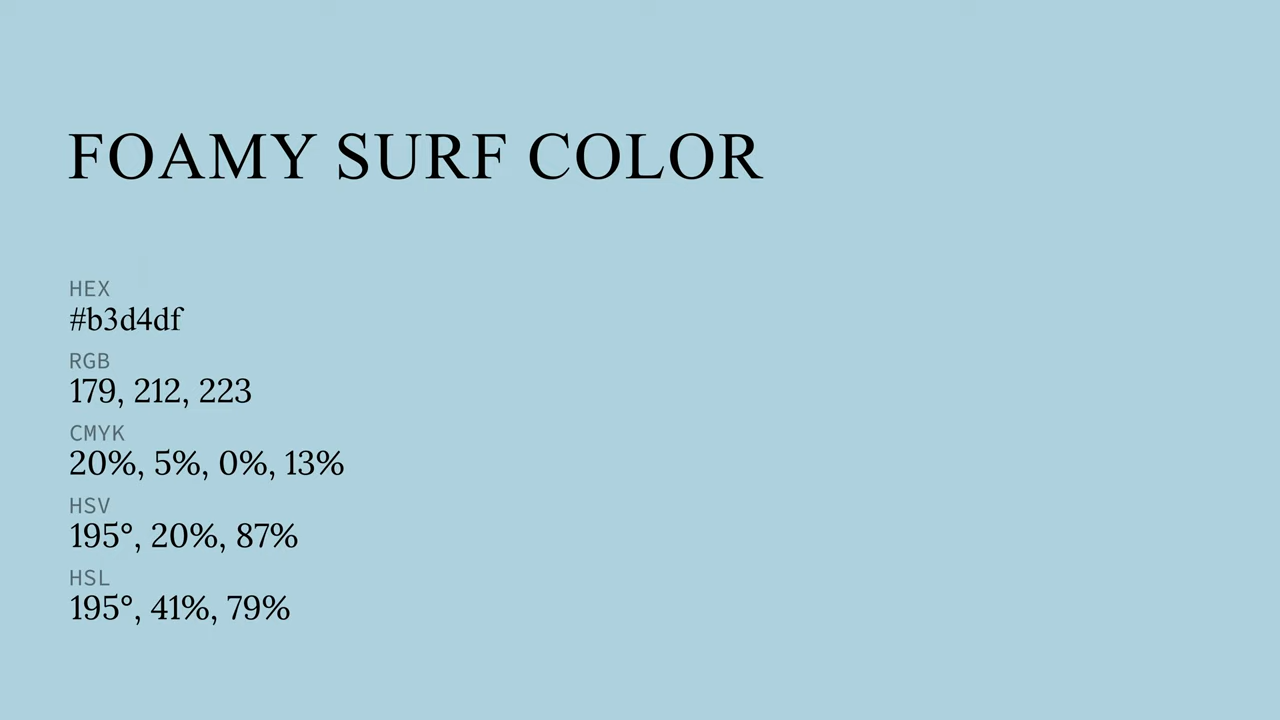 FOAMY SURF COLOR
HEX
#b3d4df
RGB
179, 212, 223
CMYK
20%, 5%, 0%, 13%
HSV
195°, 20%, 87%
HSL
195°, 41%, 79%